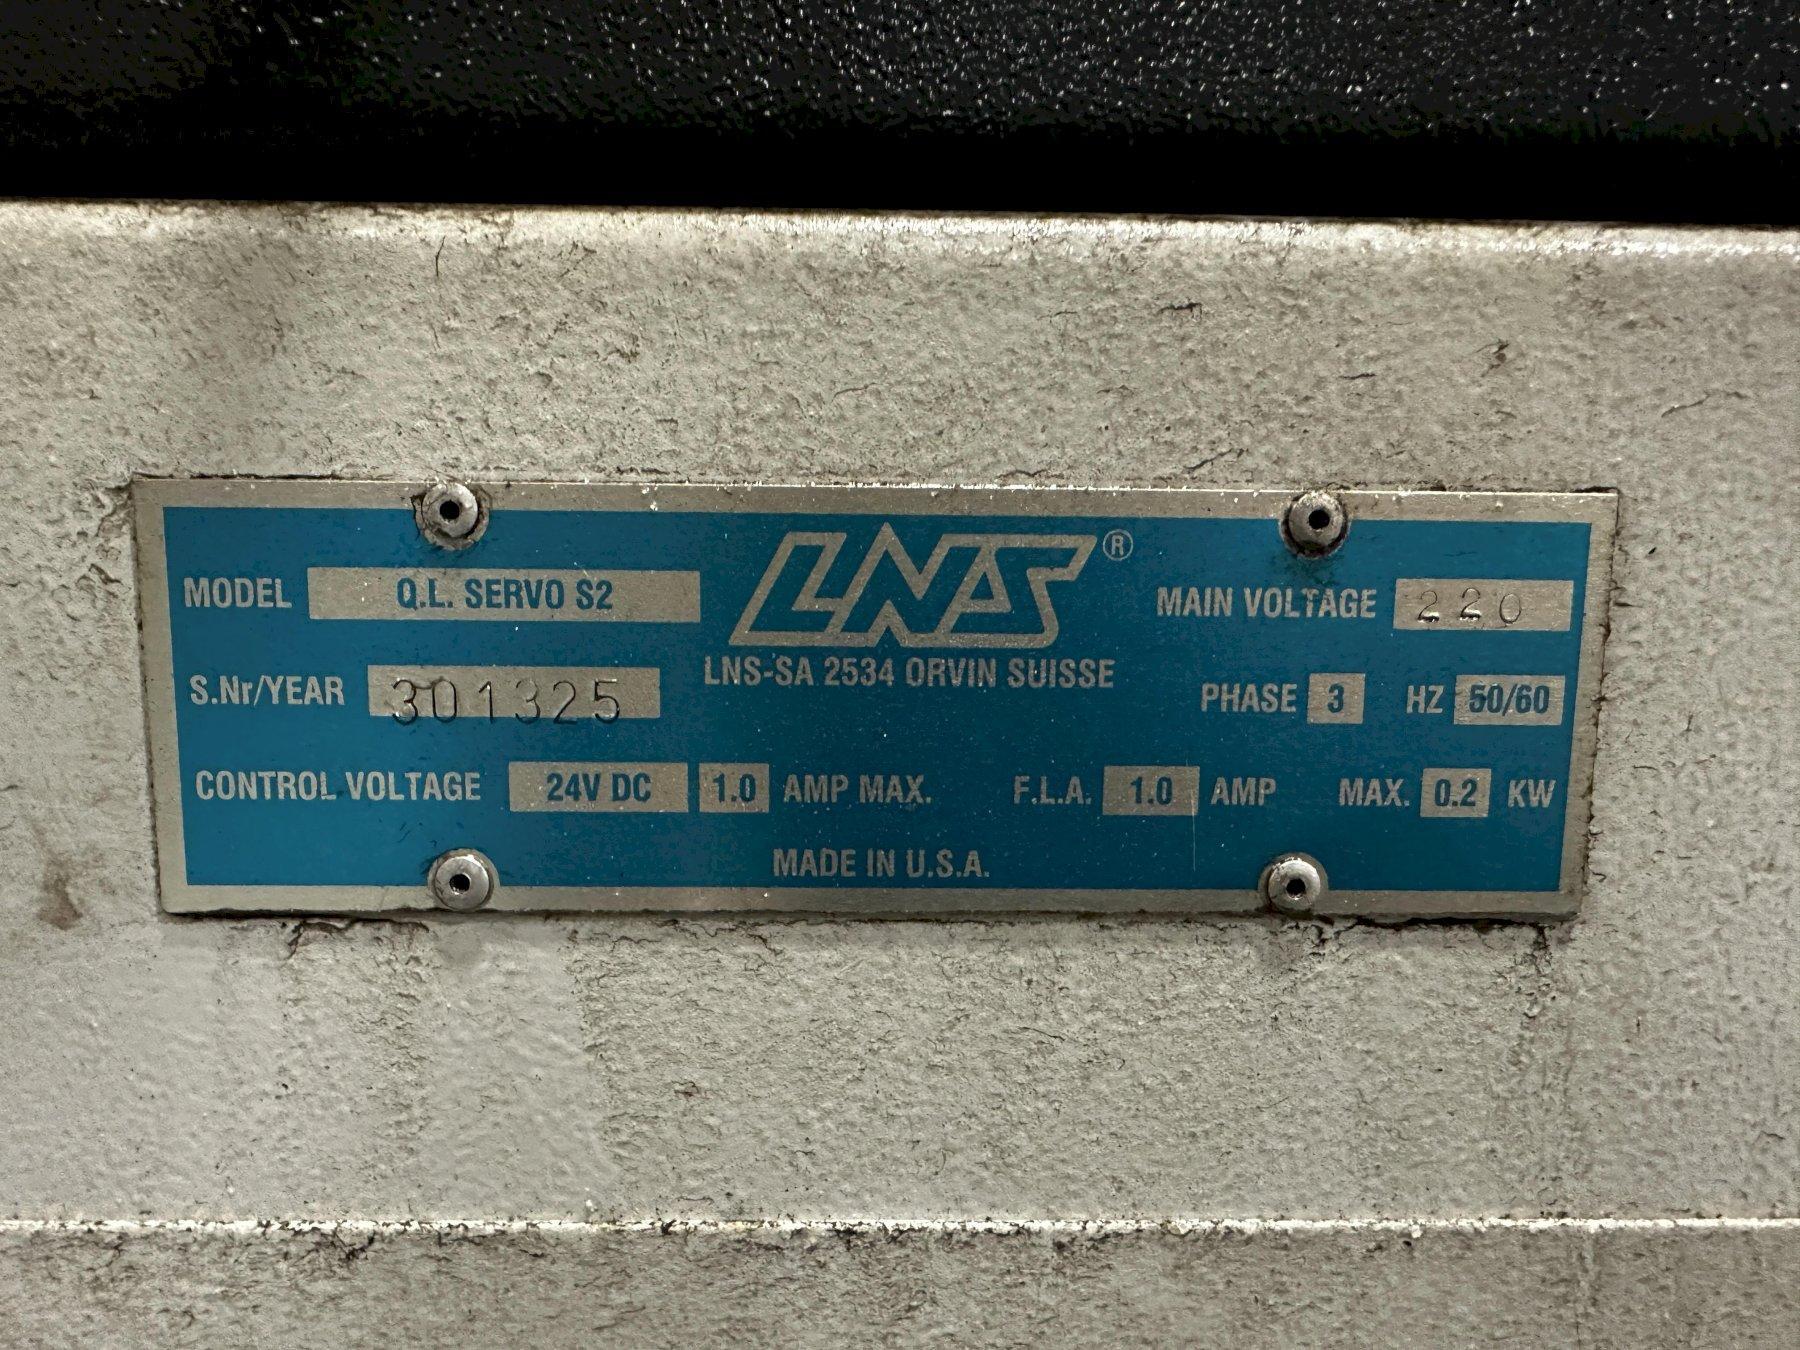 LNS®
LNS-SA 2534 ORVIN SUISSE
MODEL Q.L. SERVO S2
MAIN VOLTAGE 220
S.Nr/YEAR 301325
PHASE 3 HZ 50/60
CONTROL VOLTAGE 24V DC 1.0 AMP MAX. F.L.A. 1.0 AMP MAX. 0.2 KW
MADE IN U.S.A.